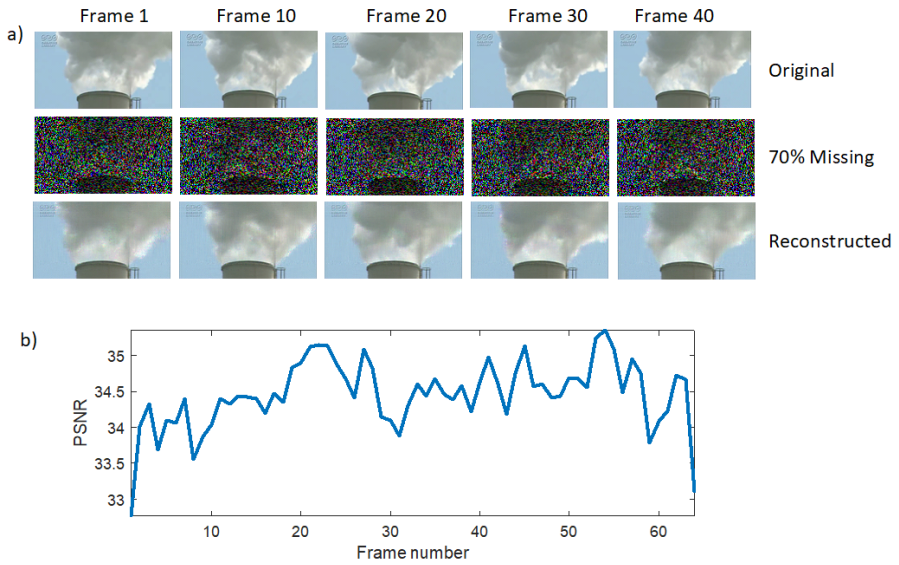 Frame 1 Frame 10 Frame 20 Frame 30 Frame 40
a)
Original
70% Missing
Reconstructed
b)
35
34.5
34
33.5
33
PSNR
10 20 30 40 50 60
Frame number